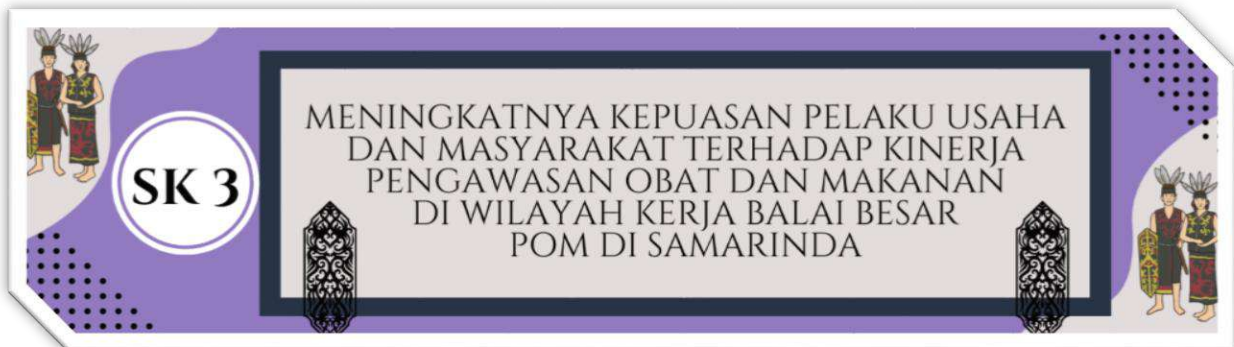 SK 3
MENINGKATNYA KEPUASAN PELAKU USAHA
DAN MASYARAKAT TERHADAP KINERJA
PENGAWASAN OBAT DAN MAKANAN
DI WILAYAH KERJA BALAI BESAR
POM DI SAMARINDA